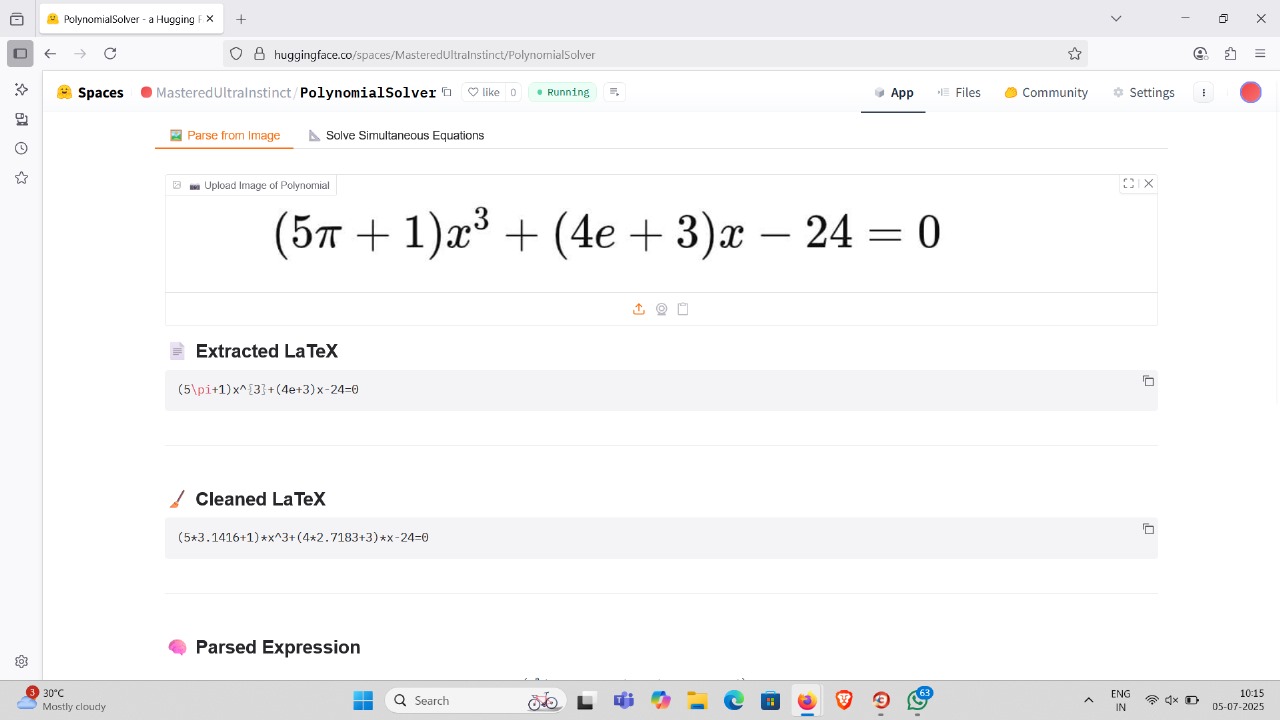 PolynomialSolver - a Hugging F
huggingface.co/spaces/MasteredUltraInstinct/PolynomialSolver
Spaces MasteredUltraInstinct/PolynomialSolver like 0 Running App Files Community Settings
Parse from Image Solve Simultaneous Equations
Upload Image of Polynomial
(5π + 1)x³ + (4e + 3)x − 24 = 0
Extracted LaTeX
(5\pi+1)x^{3}+(4e+3)x-24=0
Cleaned LaTeX
(5*3.1416+1)*x^3+(4*2.7183+3)*x-24=0
Parsed Expression
3 30°C
Mostly cloudy
Search
63
ENG
IN
10:15
05-07-2025